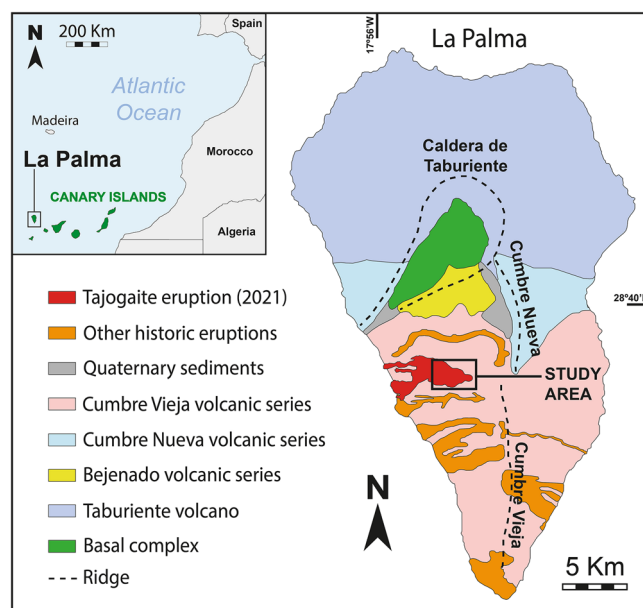 200 Km
N
Spain
Atlantic
Ocean
Madeira
La Palma
Morocco
CANARY ISLANDS
Algeria
17°56'W
La Palma
Caldera de
Taburiente
Cumbre Nueva
28°40'
STUDY
AREA
Cumbre Vieja
Tajogaite eruption (2021)
Other historic eruptions
Quaternary sediments
Cumbre Vieja volcanic series
Cumbre Nueva volcanic series
Bejenado volcanic series
Taburiente volcano
Basal complex
Ridge
N
5 Km